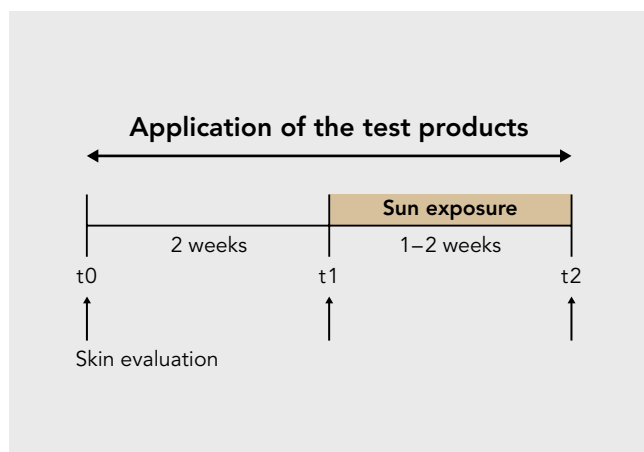 Application of the test products
Sun exposure
2 weeks
1–2 weeks
t0
t1
t2
Skin evaluation